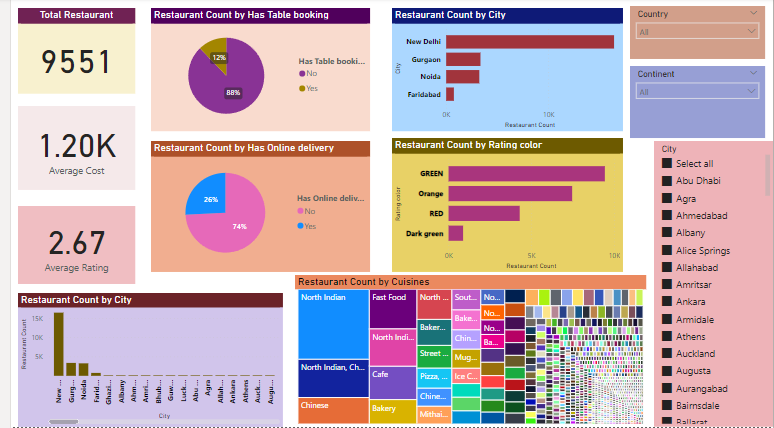 Total Restaurant
9551
1.20K
Average Cost
2.67
Average Rating
Restaurant Count by Has Table booking
12%
88%
Has Table booki...
No
Yes
Restaurant Count by Has Online delivery
26%
74%
Has Online deliv...
No
Yes
Restaurant Count by City
City
New Delhi
Gurgaon
Noida
Faridabad
0K
10K
Restaurant Count
Restaurant Count by Rating color
Rating color
GREEN
Orange
RED
Dark green
0K
5K
10K
Restaurant Count
Country
All
Continent
All
City
Select all
Abu Dhabi
Agra
Ahmedabad
Albany
Alice Springs
Allahabad
Amritsar
Ankara
Armidale
Athens
Auckland
Augusta
Aurangabad
Bairnsdale
Ballarat
Restaurant Count by City
Restaurant Count
15K
10K
5K
New ...
Gurg...
Noida
Farid...
Ghazi...
Albany
Ahm...
Amri...
Bhub...
Guw...
Luck...
Abu ...
Agra
Allah...
Ankara
Athens
Auck...
Augu...
City
Restaurant Count by Cuisines
North Indian
North Indian, Ch...
Chinese
Fast Food
North Indi...
Cafe
Bakery
North ...
Baker...
Street ...
Pizza, ...
Chine...
Mithai...
Sout...
Bake...
Chin...
Mug...
Ice C...
No...
No...
No...
Ba...